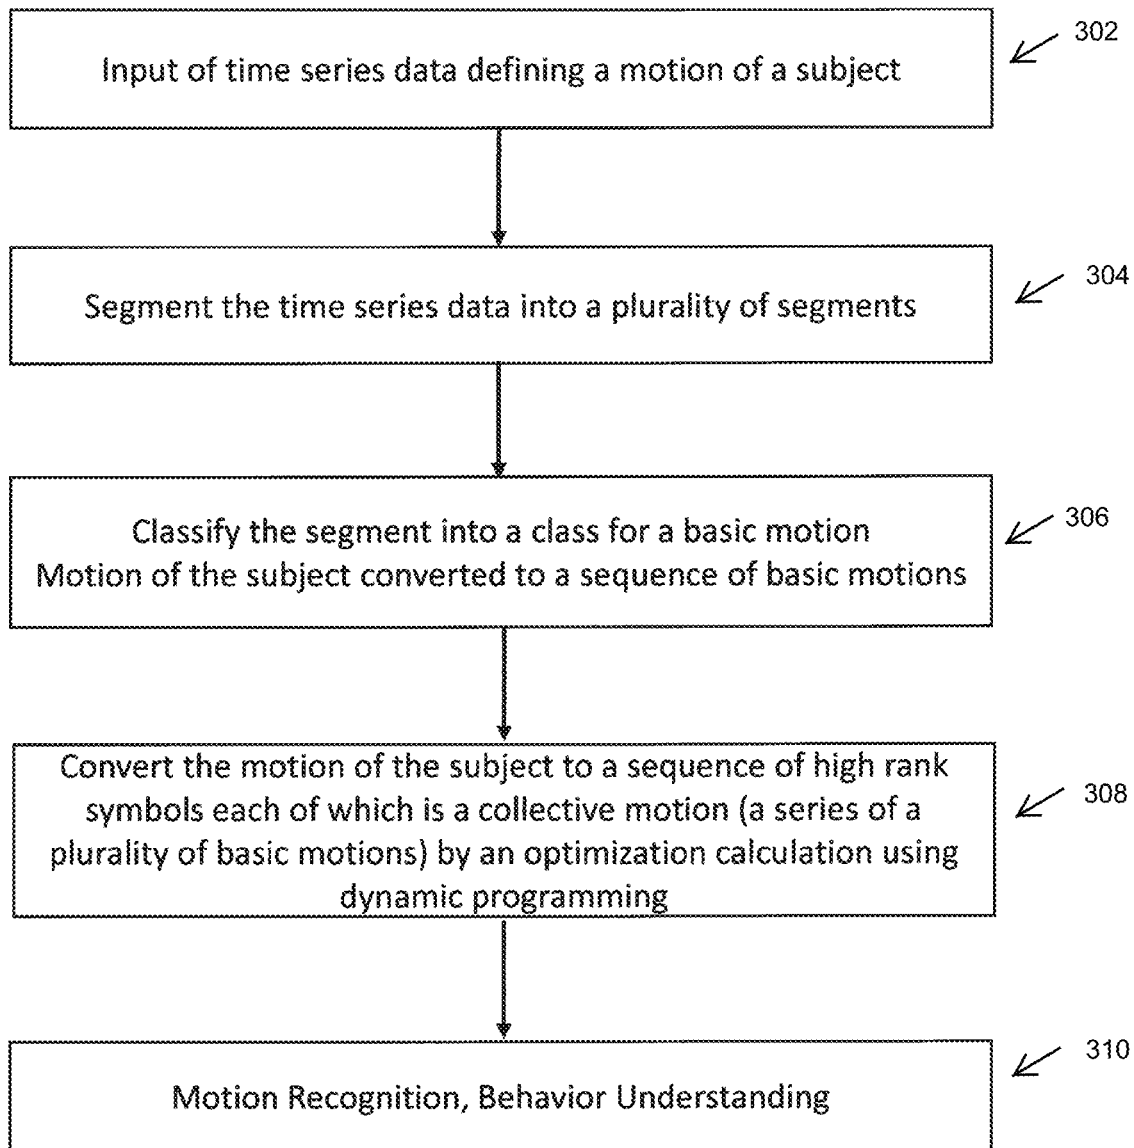 Input of time series data defining a motion of a subject
302
Segment the time series data into a plurality of segments
304
Classify the segment into a class for a basic motion
Motion of the subject converted to a sequence of basic motions
306
Convert the motion of the subject to a sequence of high rank
symbols each of which is a collective motion (a series of a
plurality of basic motions) by an optimization calculation using
dynamic programming
308
Motion Recognition, Behavior Understanding
310